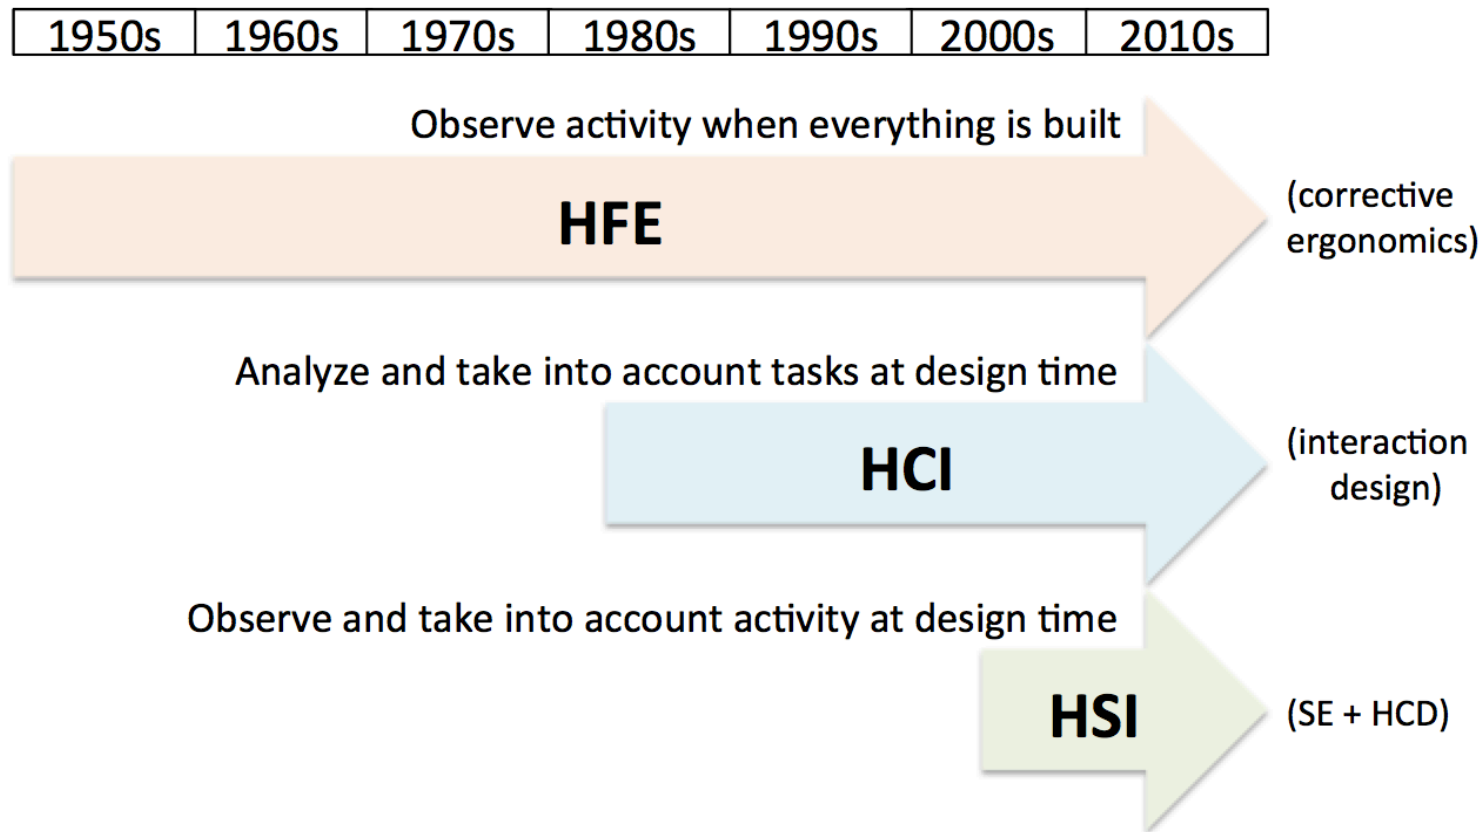 1950s 1960s 1970s 1980s 1990s 2000s 2010s
Observe activity when everything is built
HFE
(corrective
ergonomics)
Analyze and take into account tasks at design time
HCI
(interaction
design)
Observe and take into account activity at design time
HSI
(SE + HCD)